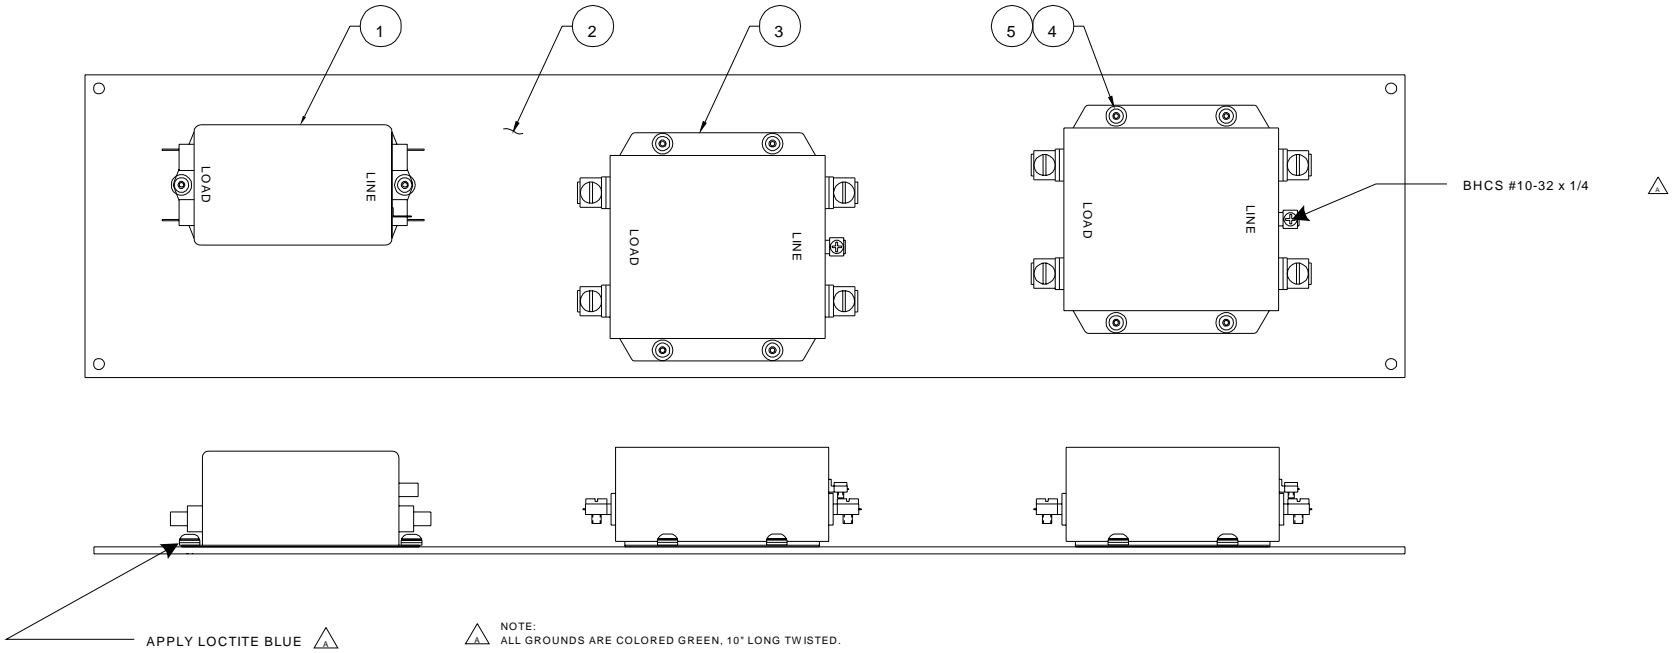 1
2
3
5
4
LOAD
LINE
LOAD
LINE
LOAD
LINE
BHCS #10-32 x 1/4
A
APPLY LOCTITE BLUE
A
A
NOTE:
ALL GROUNDS ARE COLORED GREEN, 10" LONG TWISTED.